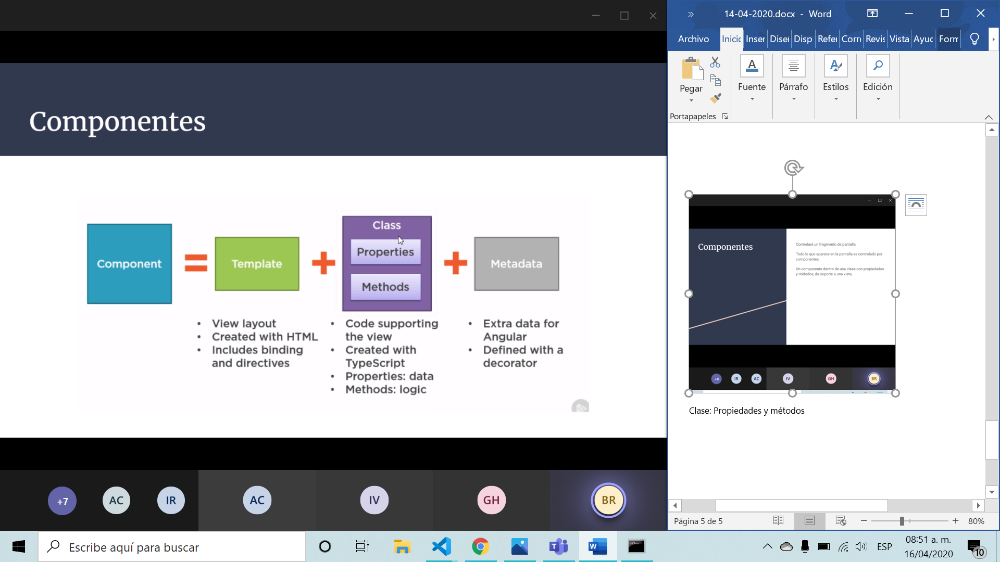 Componentes
Component
Template
Class
Properties
Methods
Metadata
• View layout
• Created with HTML
• Includes binding
and directives
• Code supporting
the view
• Created with
TypeScript
• Properties: data
• Methods: logic
• Extra data for
Angular
• Defined with a
decorator
+7
AC
IR
AC
IV
GH
BR
14-04-2020.docx - Word
Archivo
Inicio
Inser
Diseñ
Disp
Refer
Corre
Revis
Vista
Ayuc
Form
Pegar
Fuente
Párrafo
Estilos
Edición
Portapapeles
Componentes
Controlará un fragmento de pantalla.
Todo lo que aparece en la pantalla es controlado por
componentes.
Un componente dentro de una clase con propiedades
y métodos, da soporte a una vista.
+8
IR
AC
IV
GH
BR
Clase: Propiedades y métodos
Página 5 de 5
80%
Escribe aquí para buscar
ESP
08:51 a. m.
16/04/2020
10